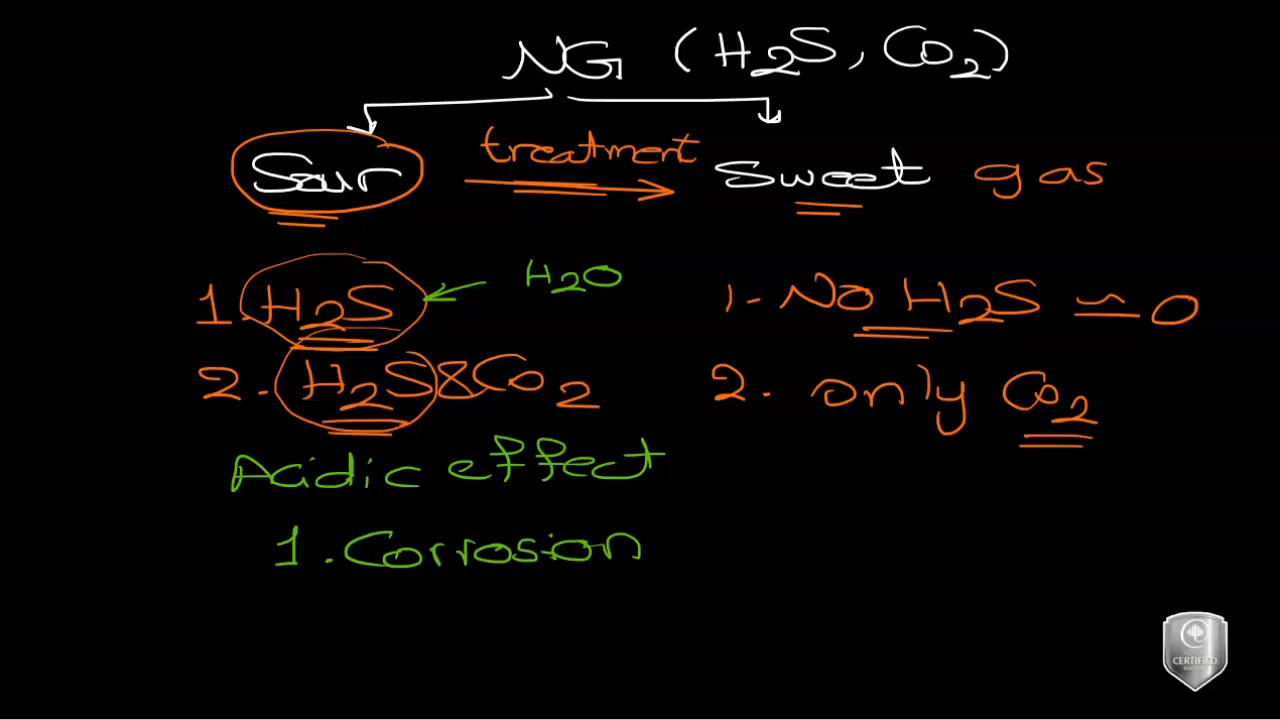 NG (H2S, Co2)
Sour treatment Sweet gas
1. H2S H2O
2. H2S & Co2
Acidic effect
1. Corrosion
1- No H2S ~ 0
2. only Co2
CERTIFIED